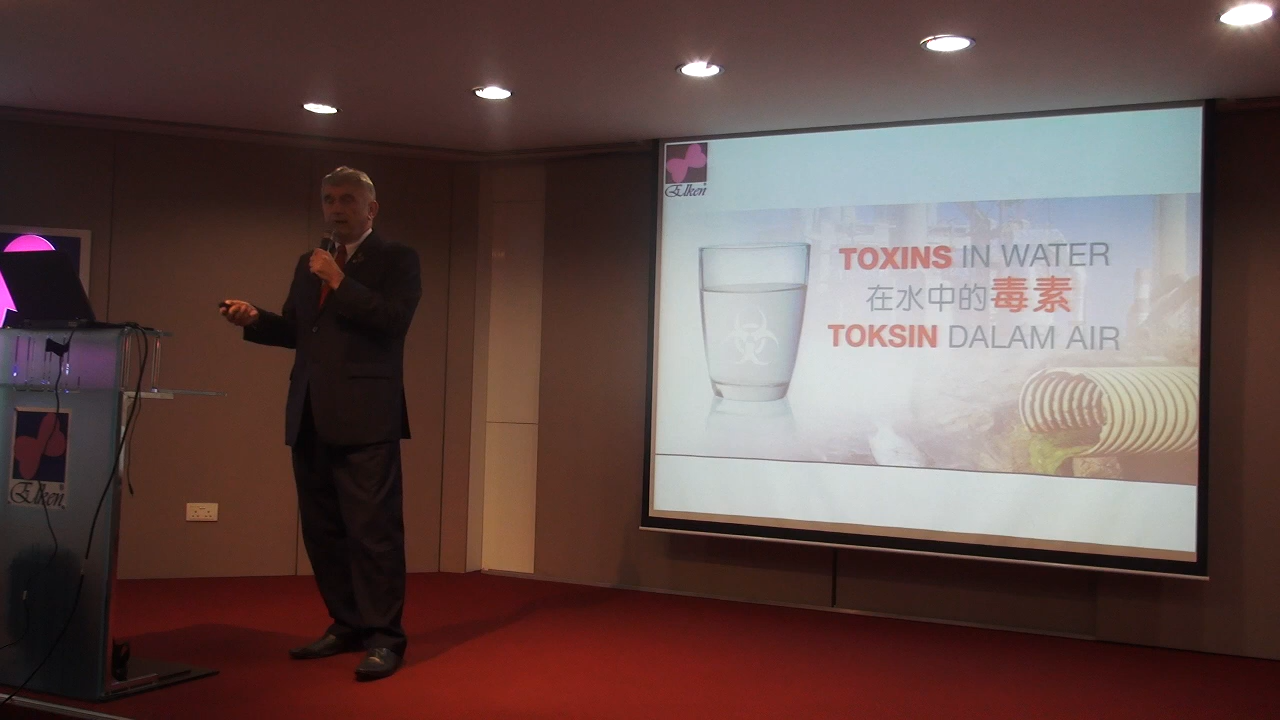 Elken
TOXINS IN WATER
在水中的毒素
TOKSIN DALAM AIR
Elken